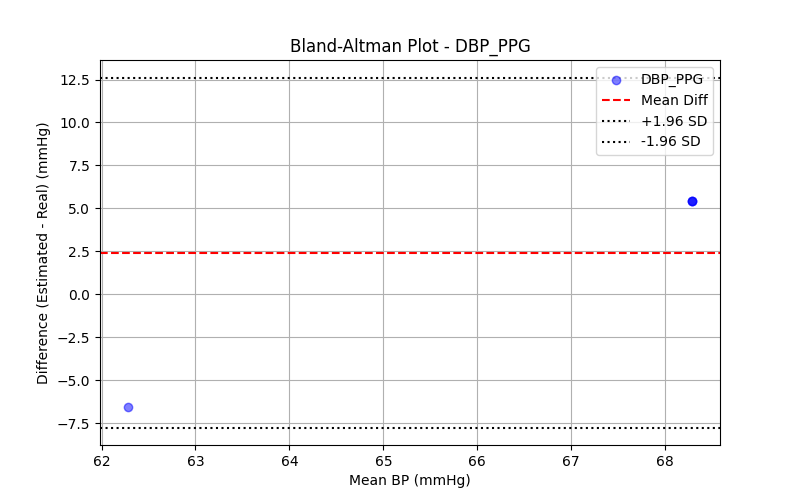 Bland-Altman Plot - DBP_PPG
Difference (Estimated - Real) (mmHg)
12.5
10.0
7.5
5.0
2.5
0.0
−2.5
−5.0
−7.5
DBP_PPG
Mean Diff
+1.96 SD
-1.96 SD
62 63 64 65 66 67 68
Mean BP (mmHg)